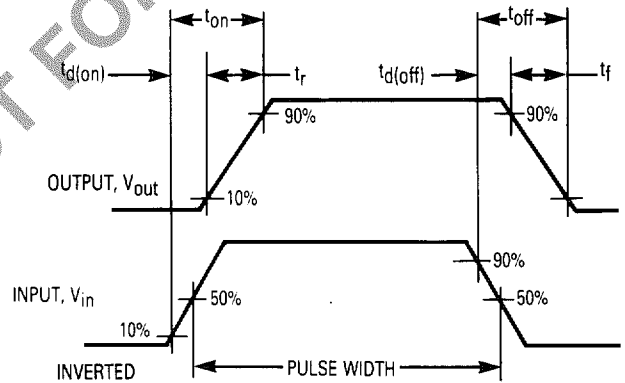 t_on
t_off
t_d(on)
t_r
t_d(off)
t_f
90%
90%
OUTPUT, V_out
10%
90%
INPUT, V_in
50%
50%
10%
INVERTED
PULSE WIDTH
T FOR